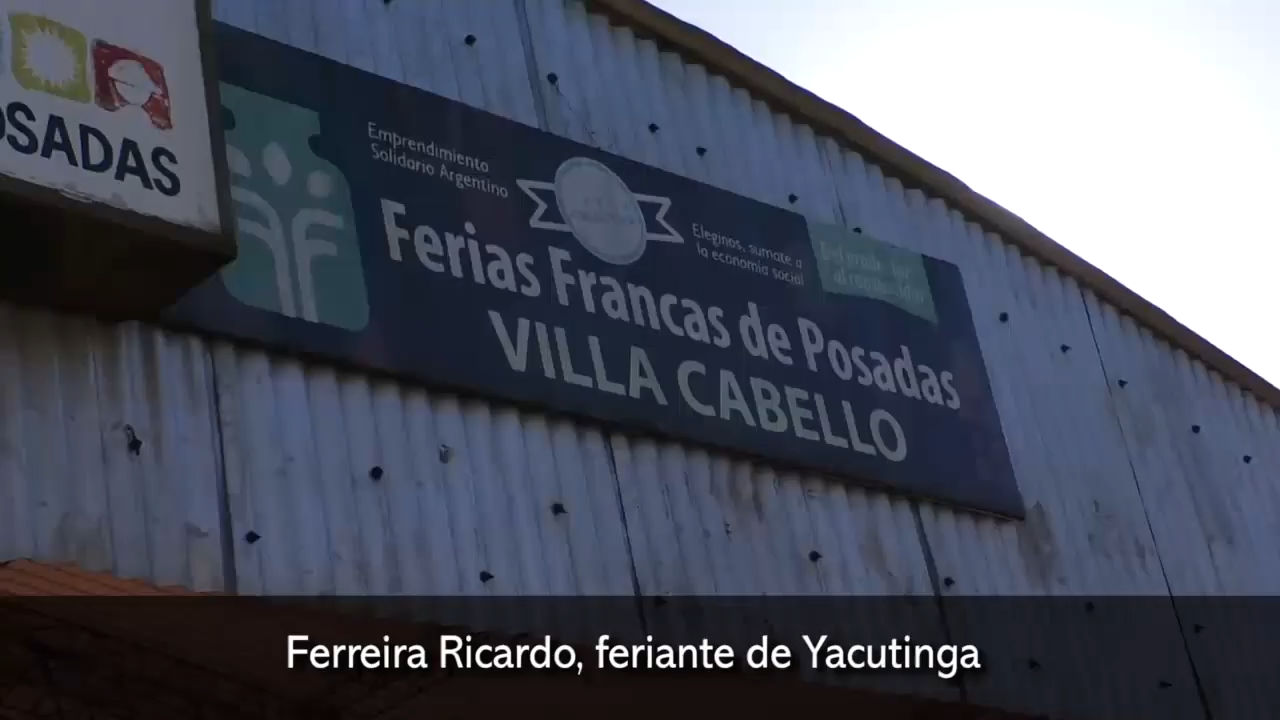 OSADAS
Emprendimiento
Solidario Argentino
Eleginos, sumate a
la economía social
Ferias Francas de Posadas
VILLA CABELLO
Ferreira Ricardo, feriante de Yacutinga